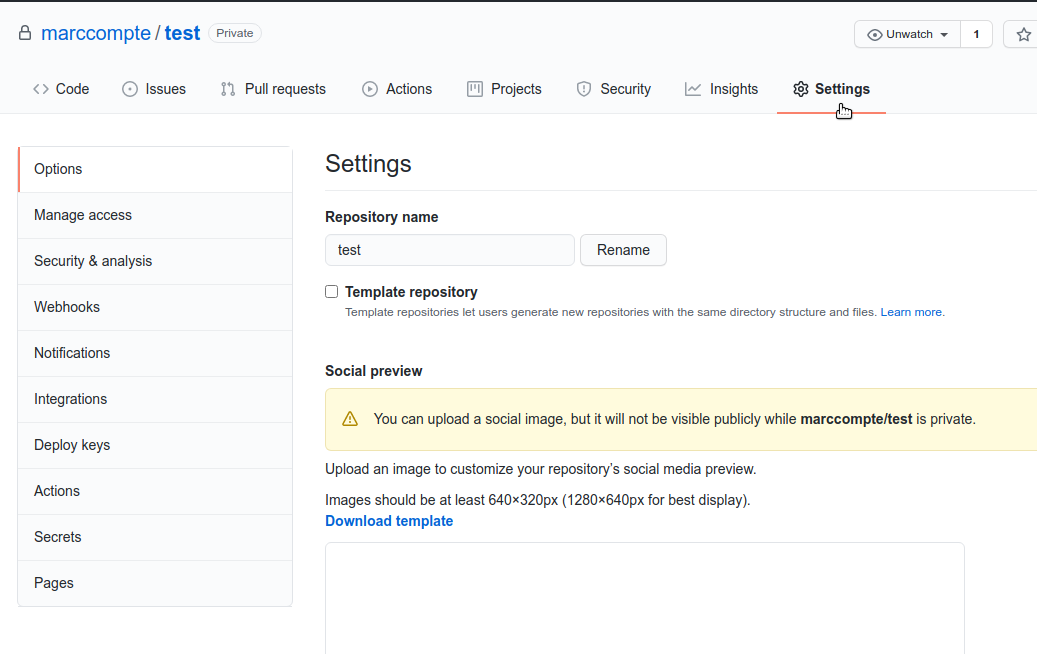 marccompte / test Private Unwatch 1
Code Issues Pull requests Actions Projects Security Insights Settings
Options
Manage access
Security & analysis
Webhooks
Notifications
Integrations
Deploy keys
Actions
Secrets
Pages
Settings
Repository name
test Rename
Template repository
Template repositories let users generate new repositories with the same directory structure and files. Learn more.
Social preview
You can upload a social image, but it will not be visible publicly while marccompte/test is private.
Upload an image to customize your repository’s social media preview.
Images should be at least 640×320px (1280×640px for best display).
Download template